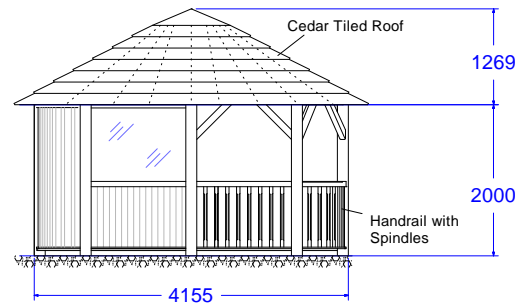 Cedar Tiled Roof
1269
2000
Handrail with
Spindles
4155